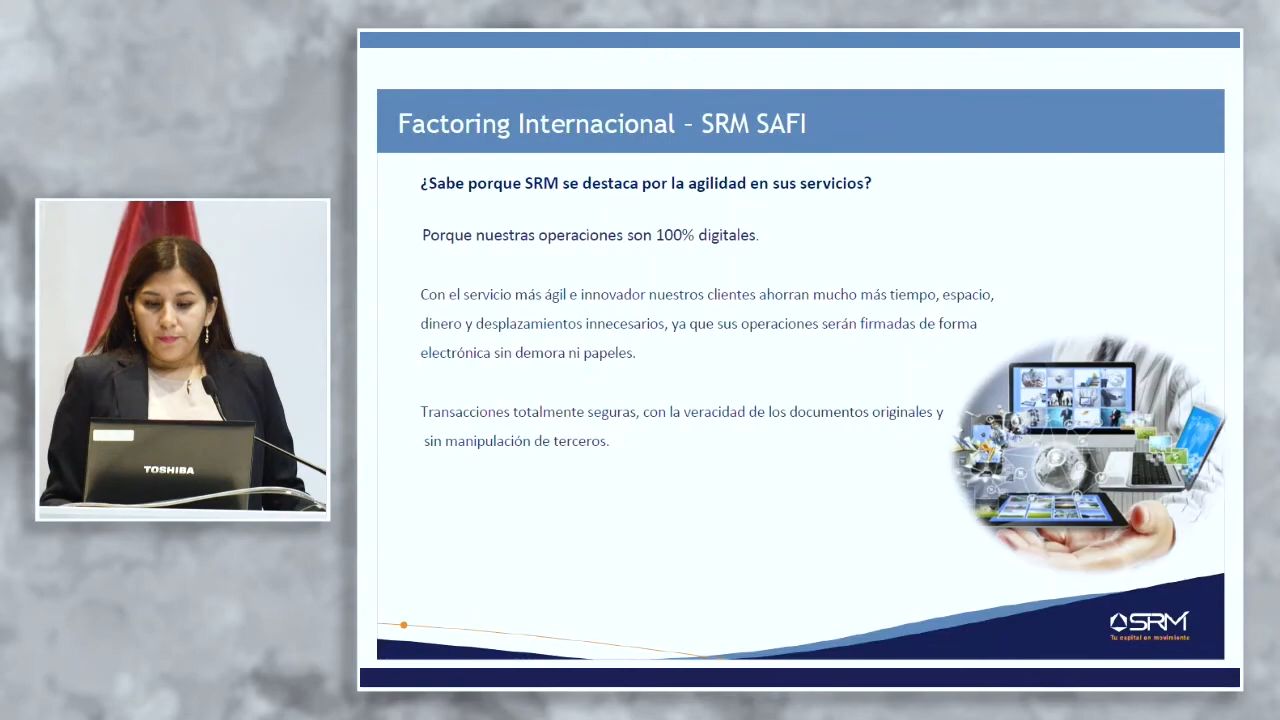 Factoring Internacional – SRM SAFI
¿Sabe porque SRM se destaca por la agilidad en sus servicios?
Porque nuestras operaciones son 100% digitales.
Con el servicio más ágil e innovador nuestros clientes ahorran mucho más tiempo, espacio,
dinero y desplazamientos innecesarios, ya que sus operaciones serán firmadas de forma
electrónica sin demora ni papeles.
Transacciones totalmente seguras, con la veracidad de los documentos originales y
sin manipulación de terceros.
TOSHIBA
SRM
Tu capital en movimiento